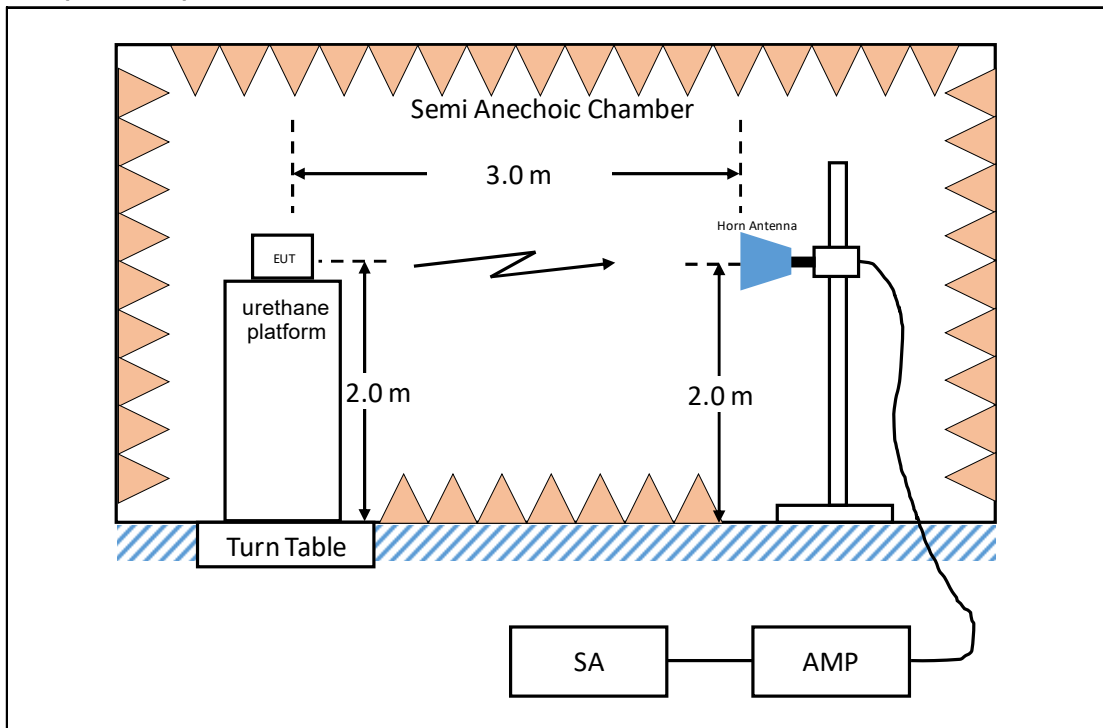 Semi Anechoic Chamber
3.0 m
Horn Antenna
EUT
urethane
platform
2.0 m
2.0 m
Turn Table
SA
AMP